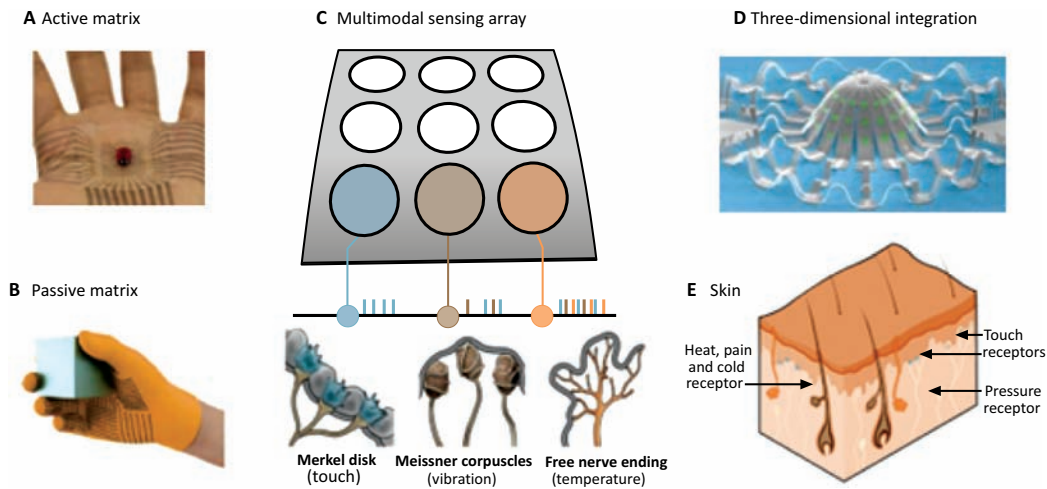 A Active matrix
C Multimodal sensing array
D Three-dimensional integration
B Passive matrix
E Skin
Heat, pain
and cold
receptor
Touch
receptors
Pressure
receptor
Merkel disk
(touch)
Meissner corpuscles
(vibration)
Free nerve ending
(temperature)